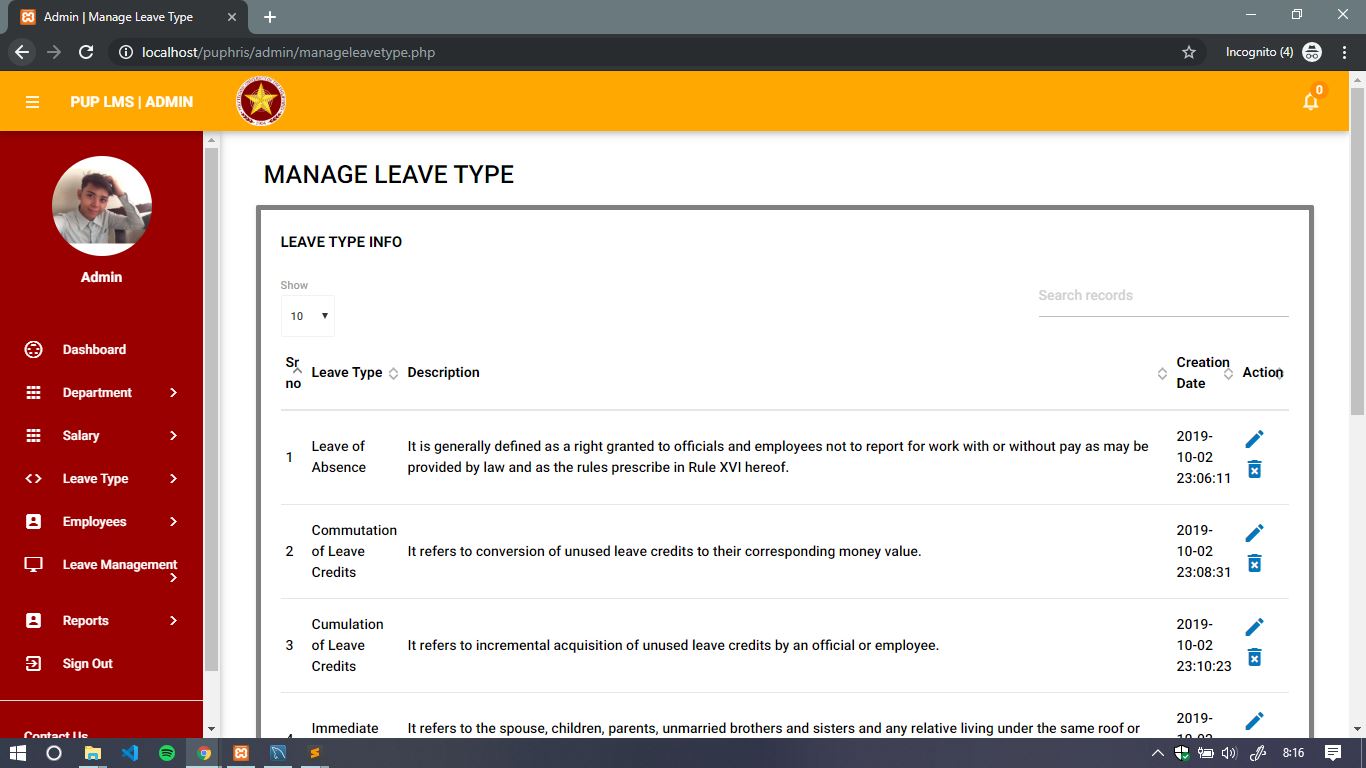 Admin | Manage Leave Type
localhost/puphris/admin/manageleavetype.php
Incognito (4)
PUP LMS | ADMIN
0
Admin
Dashboard
Department
Salary
Leave Type
Employees
Leave Management
Reports
Sign Out
Contact Us
MANAGE LEAVE TYPE
LEAVE TYPE INFO
Show
10
Search records
Sr no
Leave Type
Description
Creation Date
Action
1
Leave of
Absence
It is generally defined as a right granted to officials and employees not to report for work with or without pay as may be
provided by law and as the rules prescribe in Rule XVI hereof.
2019-
10-02
23:06:11
2
Commutation
of Leave
Credits
It refers to conversion of unused leave credits to their corresponding money value.
2019-
10-02
23:08:31
3
Cumulation
of Leave
Credits
It refers to incremental acquisition of unused leave credits by an official or employee.
2019-
10-02
23:10:23
4
Immediate
It refers to the spouse, children, parents, unmarried brothers and sisters and any relative living under the same roof or
2019-
10-02
8:16